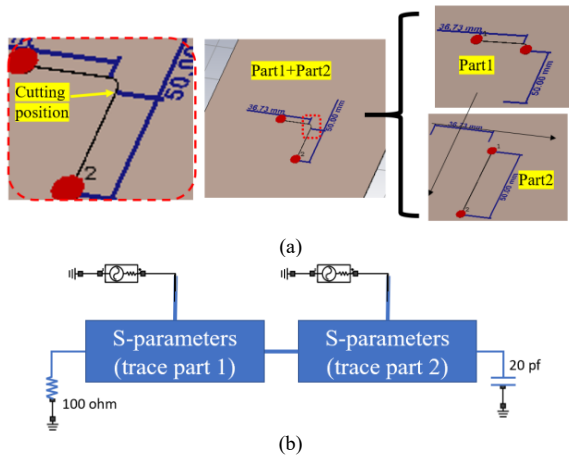 Cutting
position
2
50.00
Part1+Part2
36.73 mm
50.00 mm
2
36.73 mm
Part1
50.00 mm
36.73 mm
1
Part2
50.00 mm
2
(a)
S-parameters
(trace part 1)
S-parameters
(trace part 2)
100 ohm
20 pf
(b)